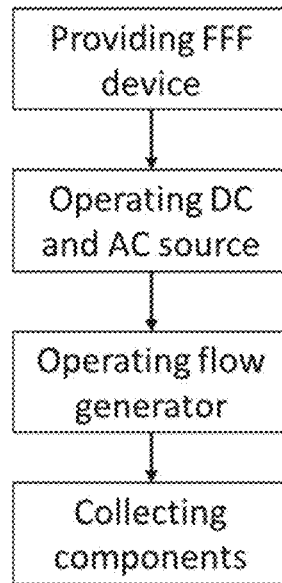 Providing FFF
device
Operating DC
and AC source
Operating flow
generator
Collecting
components